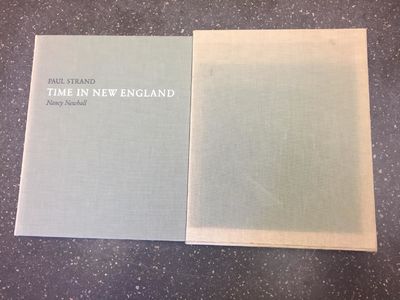 PAUL STRAND
TIME IN NEW ENGLAND
Nancy Newhall